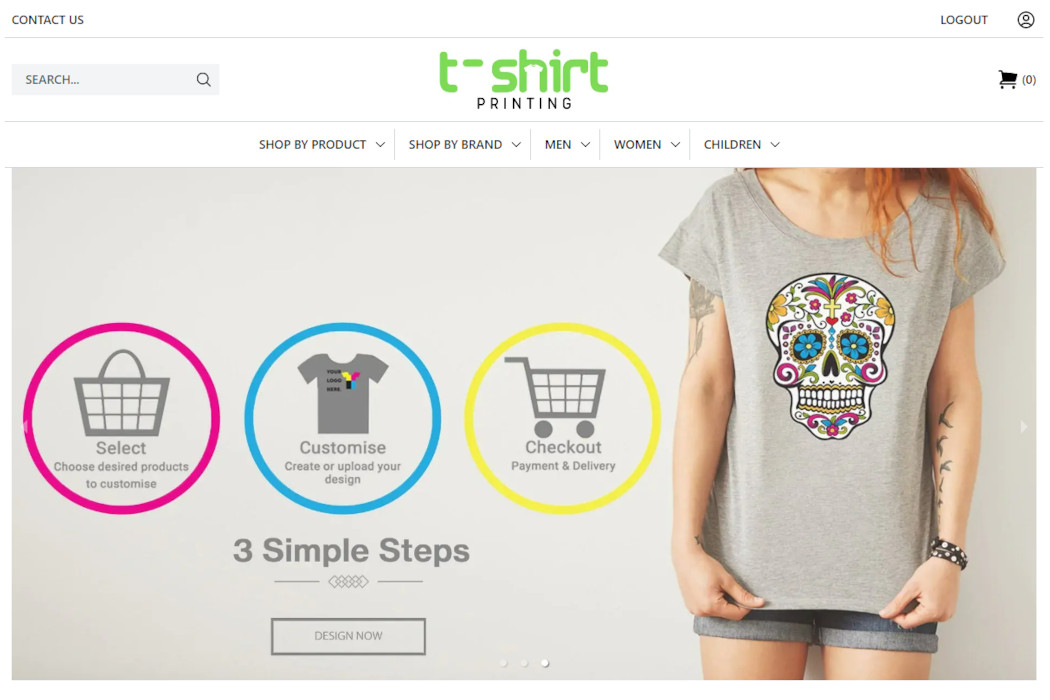 CONTACT US
LOGOUT
SEARCH...
t-shirt
PRINTING
(0)
SHOP BY PRODUCT
SHOP BY BRAND
MEN
WOMEN
CHILDREN
Select
Choose desired products
to customise
YOUR
LOGO
HERE.
Customise
Create or upload your
design
Checkout
Payment & Delivery
3 Simple Steps
DESIGN NOW